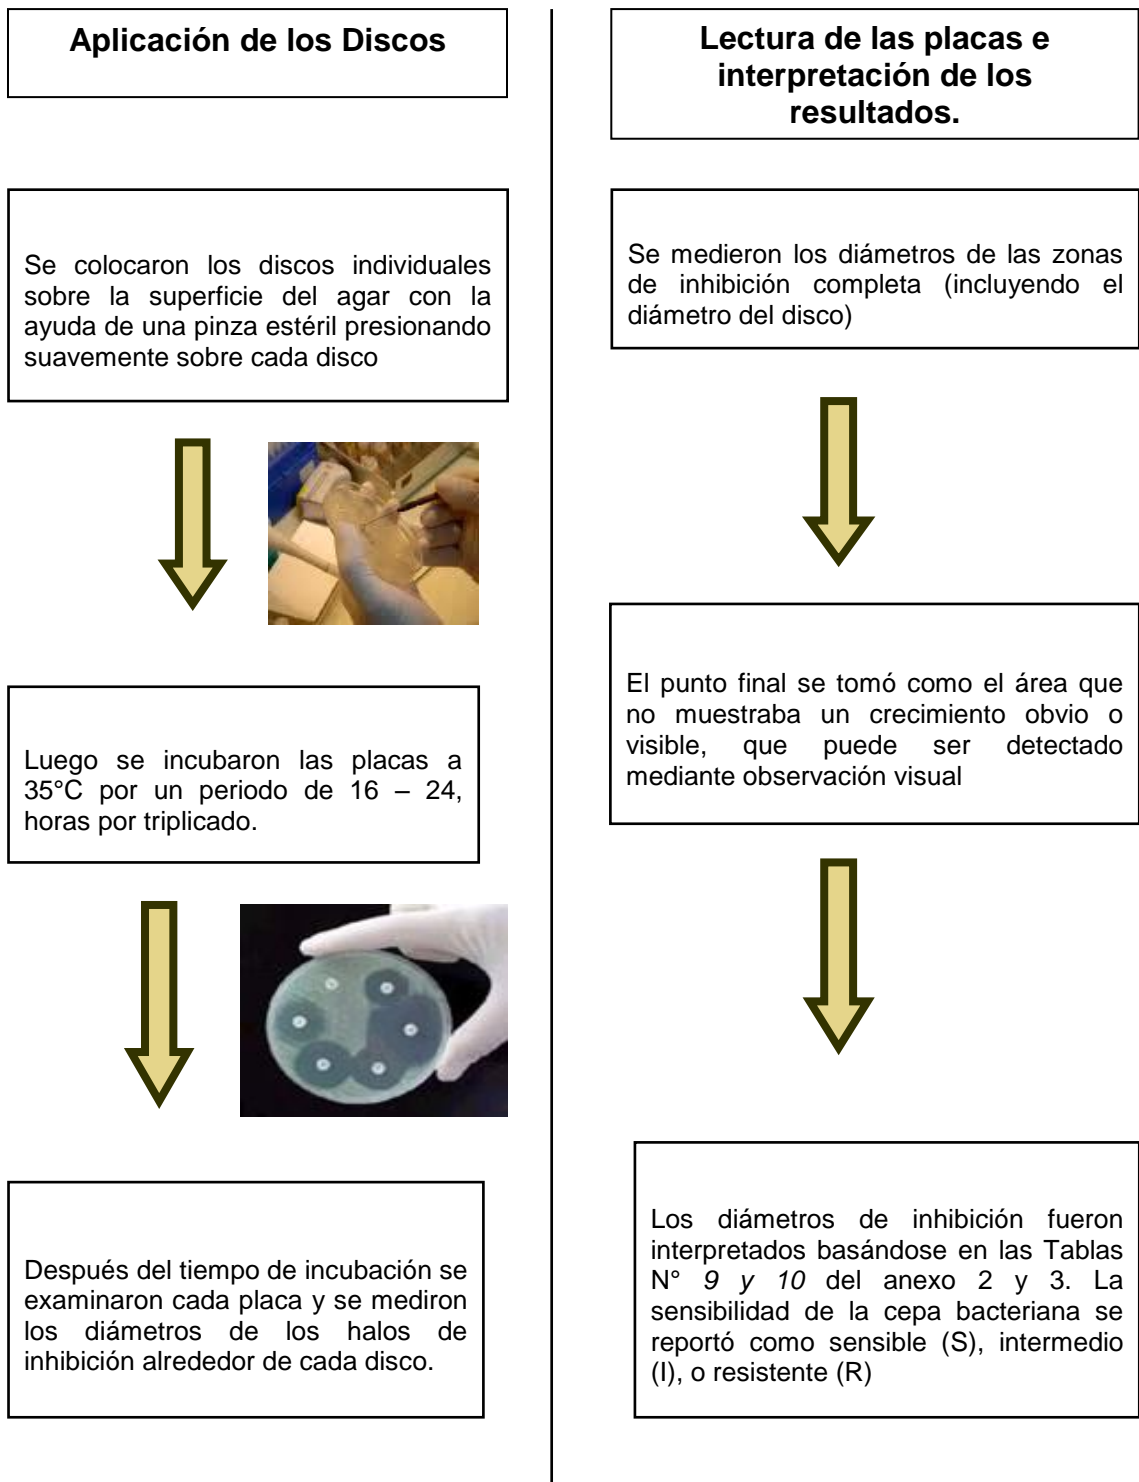 Aplicación de los Discos
Se colocaron los discos individuales
sobre la superficie del agar con la
ayuda de una pinza estéril presionando
suavemente sobre cada disco
Luego se incubaron las placas a
35°C por un periodo de 16 – 24,
horas por triplicado.
Después del tiempo de incubación se
examinaron cada placa y se mediron
los diámetros de los halos de
inhibición alrededor de cada disco.
Lectura de las placas e
interpretación de los
resultados.
Se medieron los diámetros de las zonas
de inhibición completa (incluyendo el
diámetro del disco)
El punto final se tomó como el área que
no muestraba un crecimiento obvio o
visible, que puede ser detectado
mediante observación visual
Los diámetros de inhibición fueron
interpretados basándose en las Tablas
N° 9 y 10 del anexo 2 y 3. La
sensibilidad de la cepa bacteriana se
reportó como sensible (S), intermedio
(I), o resistente (R)